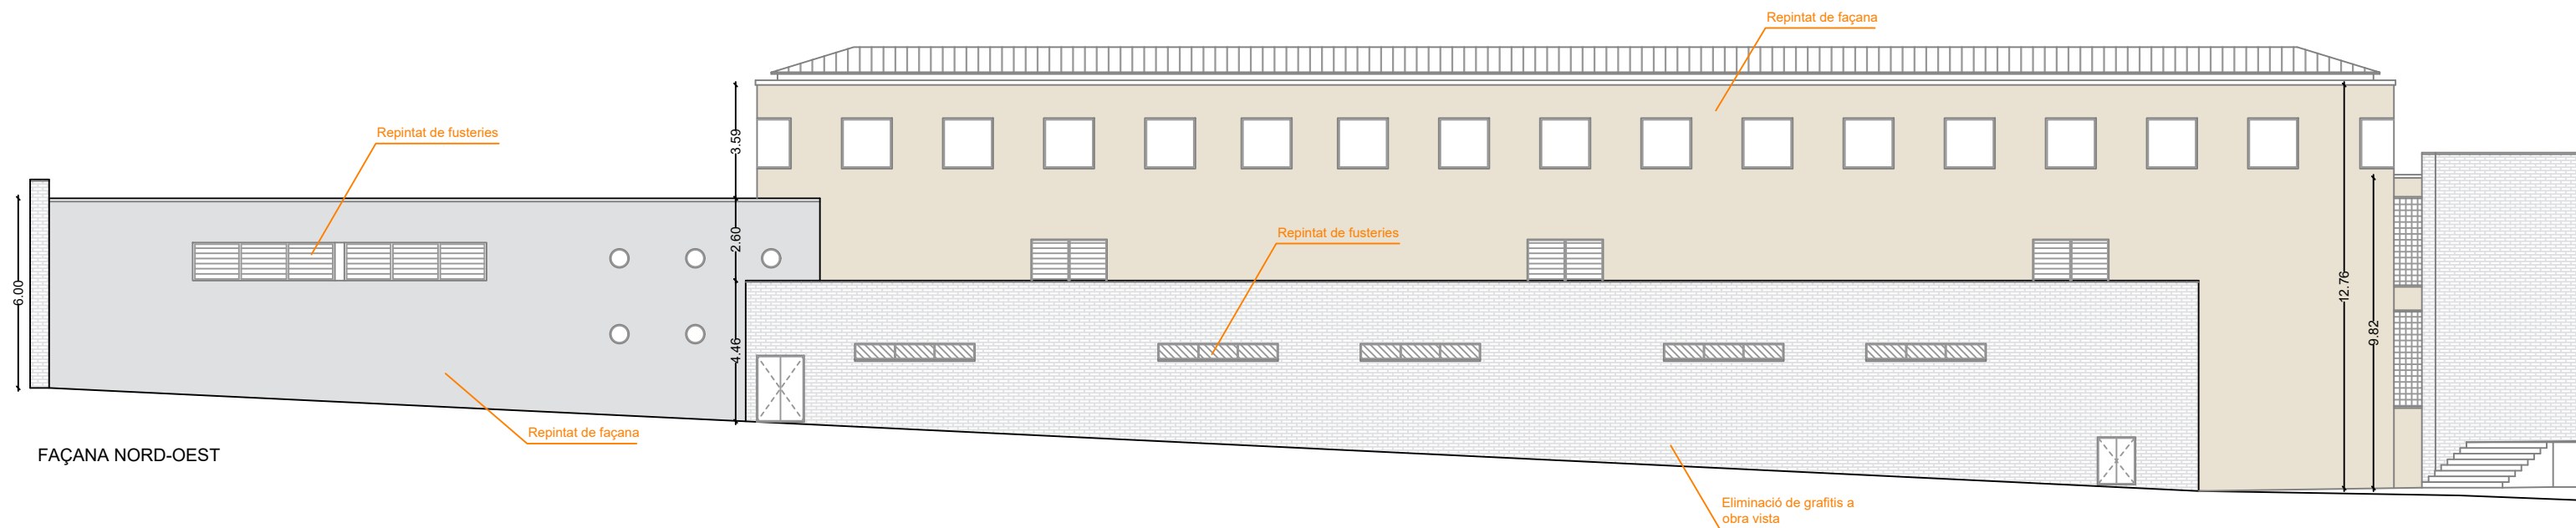 Repintat de façana
Repintat de fusteries
3.59
Repintat de fusteries
2.60
6.00
12.76
9.82
4.46
Repintat de façana
FAÇANA NORD-OEST
Eliminació de grafitis a
obra vista